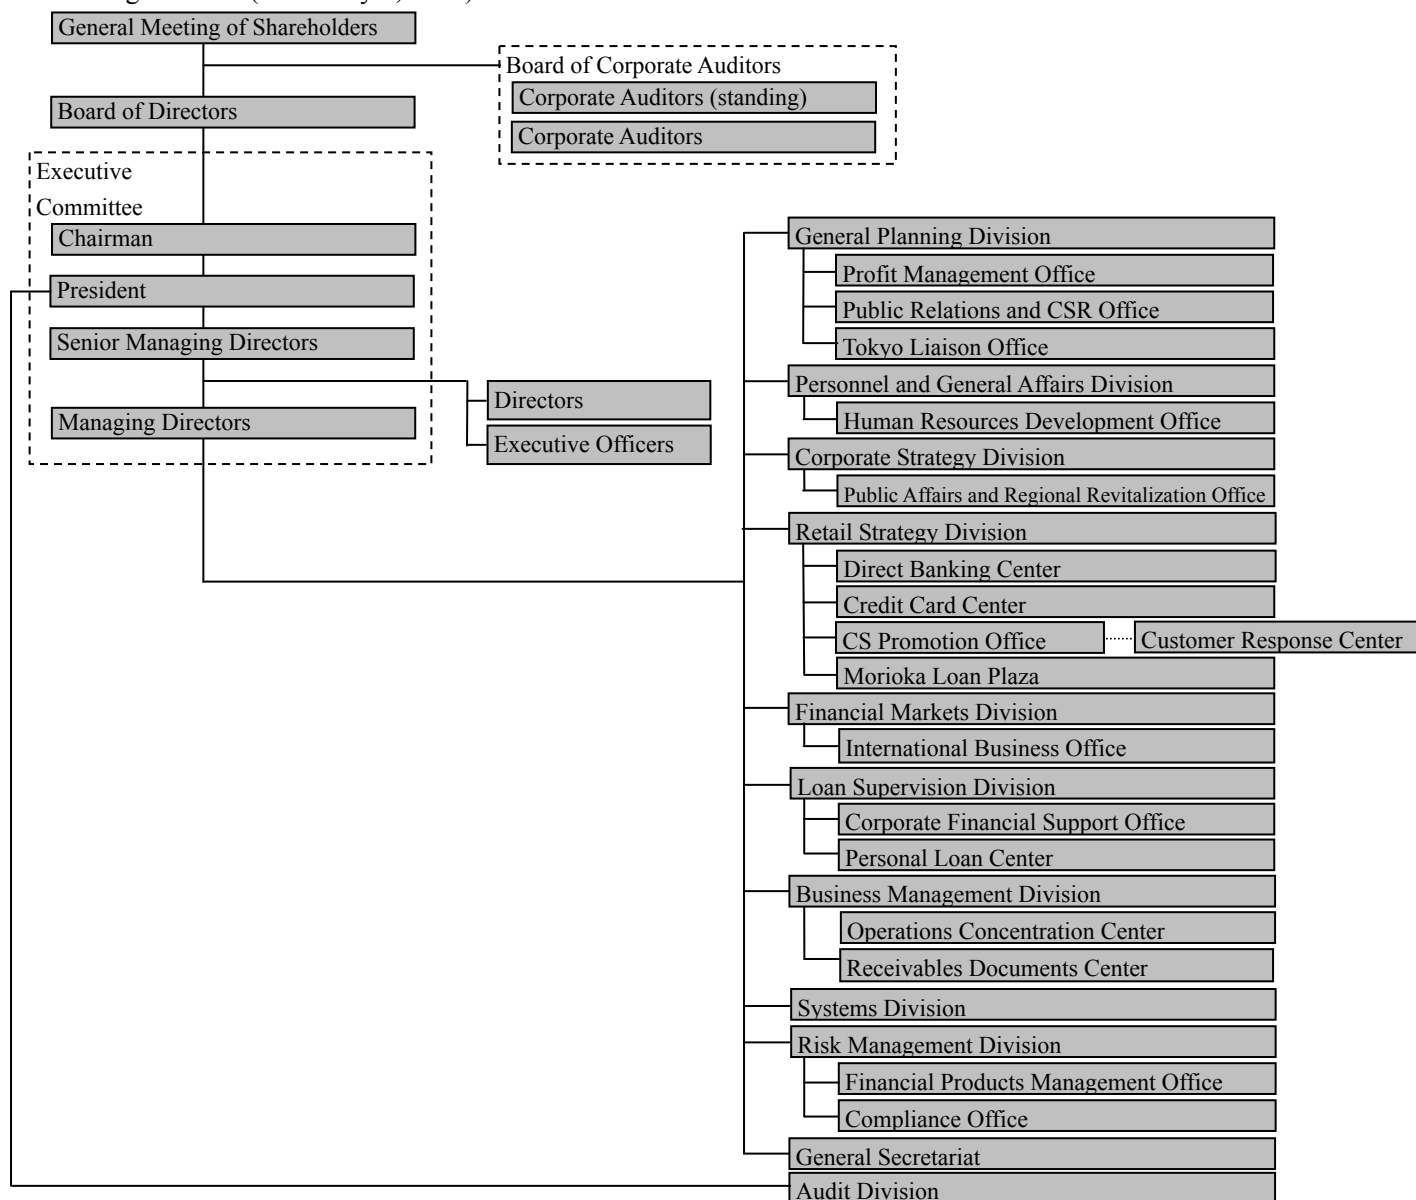 General Meeting of Shareholders
Board of Corporate Auditors
Corporate Auditors (standing)
Board of Directors
Corporate Auditors
Executive
Committee
Chairman
President
Senior Managing Directors
Directors
Managing Directors
Executive Officers
General Planning Division
Profit Management Office
Public Relations and CSR Office
Tokyo Liaison Office
Personnel and General Affairs Division
Human Resources Development Office
Corporate Strategy Division
Public Affairs and Regional Revitalization Office
Retail Strategy Division
Direct Banking Center
Credit Card Center
CS Promotion Office
Customer Response Center
Morioka Loan Plaza
Financial Markets Division
International Business Office
Loan Supervision Division
Corporate Financial Support Office
Personal Loan Center
Business Management Division
Operations Concentration Center
Receivables Documents Center
Systems Division
Risk Management Division
Financial Products Management Office
Compliance Office
General Secretariat
Audit Division